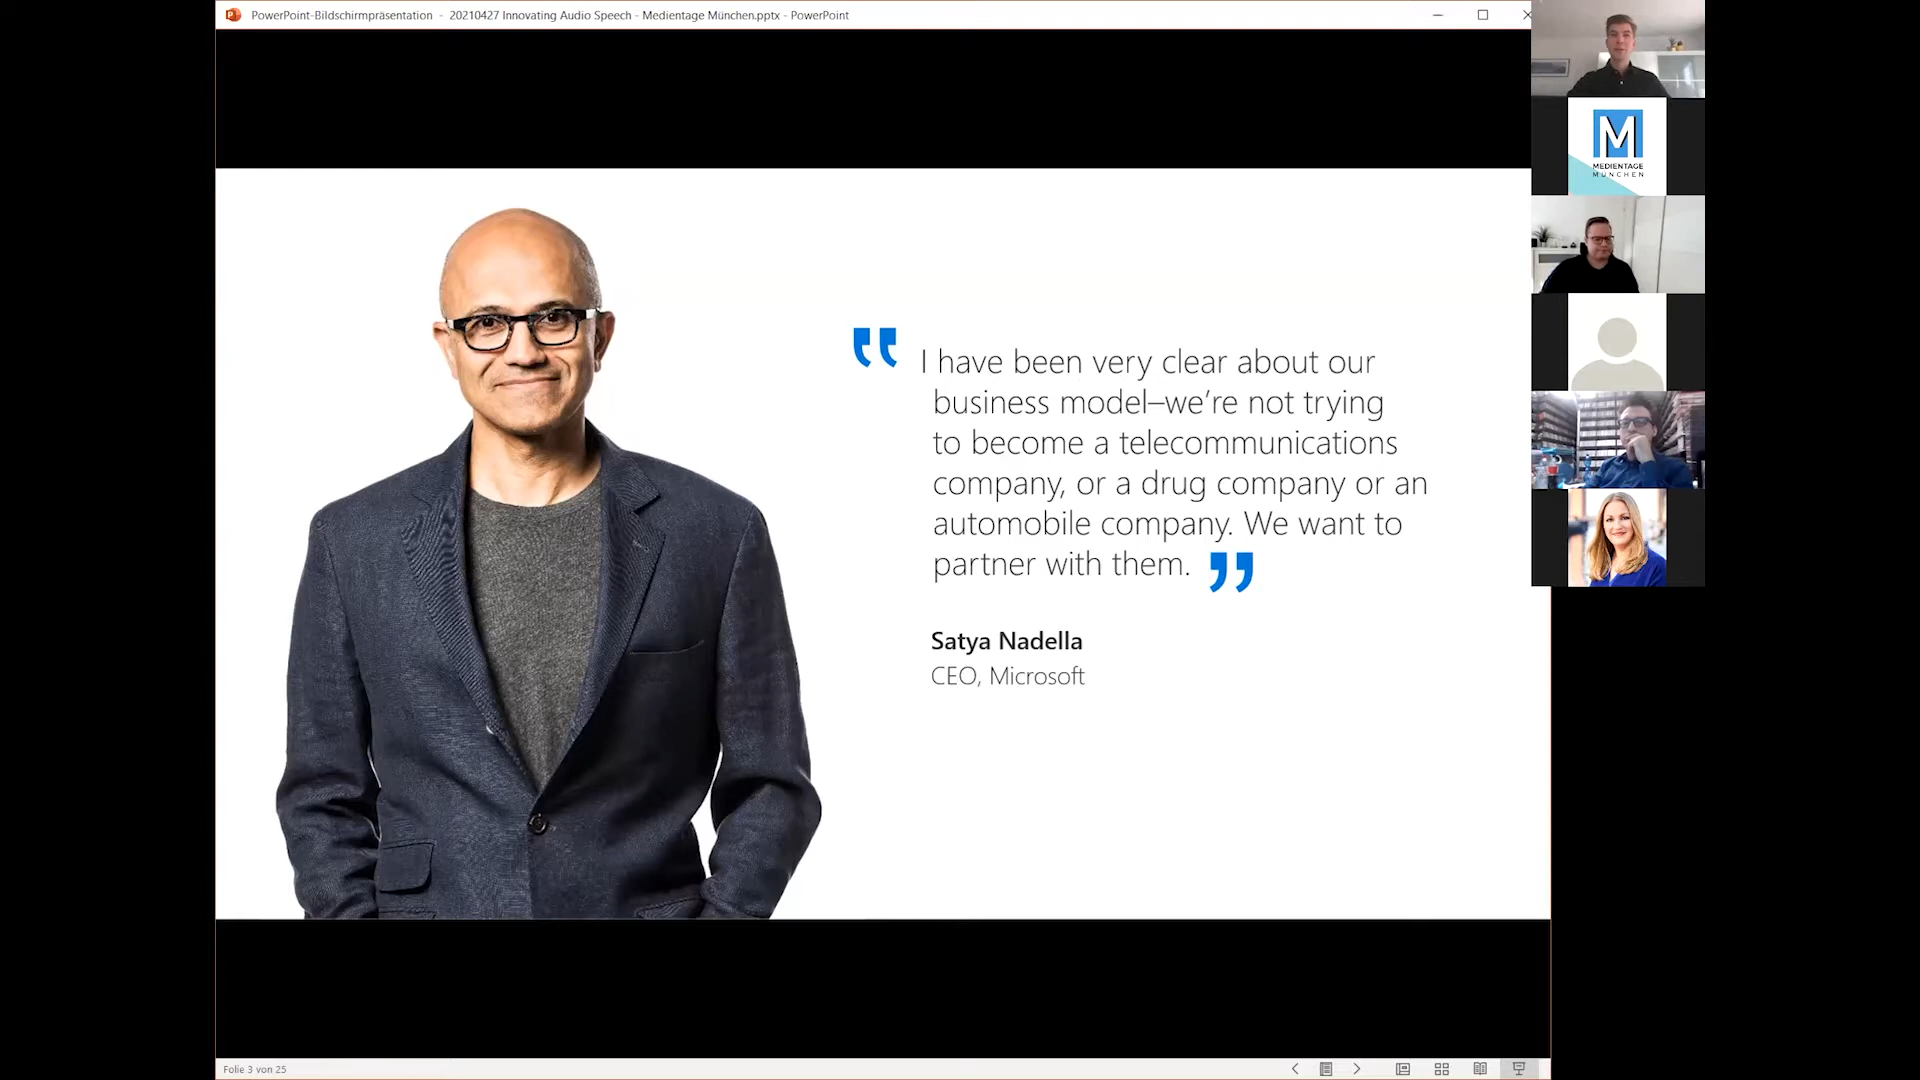 PowerPoint-Bildschirmpräsentation - 20210427 Innovating Audio Speech - Medientage München.pptx - PowerPoint
M
MEDIENTAGE
MÜNCHEN
“I have been very clear about our
business model–we’re not trying
to become a telecommunications
company, or a drug company or an
automobile company. We want to
partner with them.”
Satya Nadella
CEO, Microsoft
Folie 3 von 25